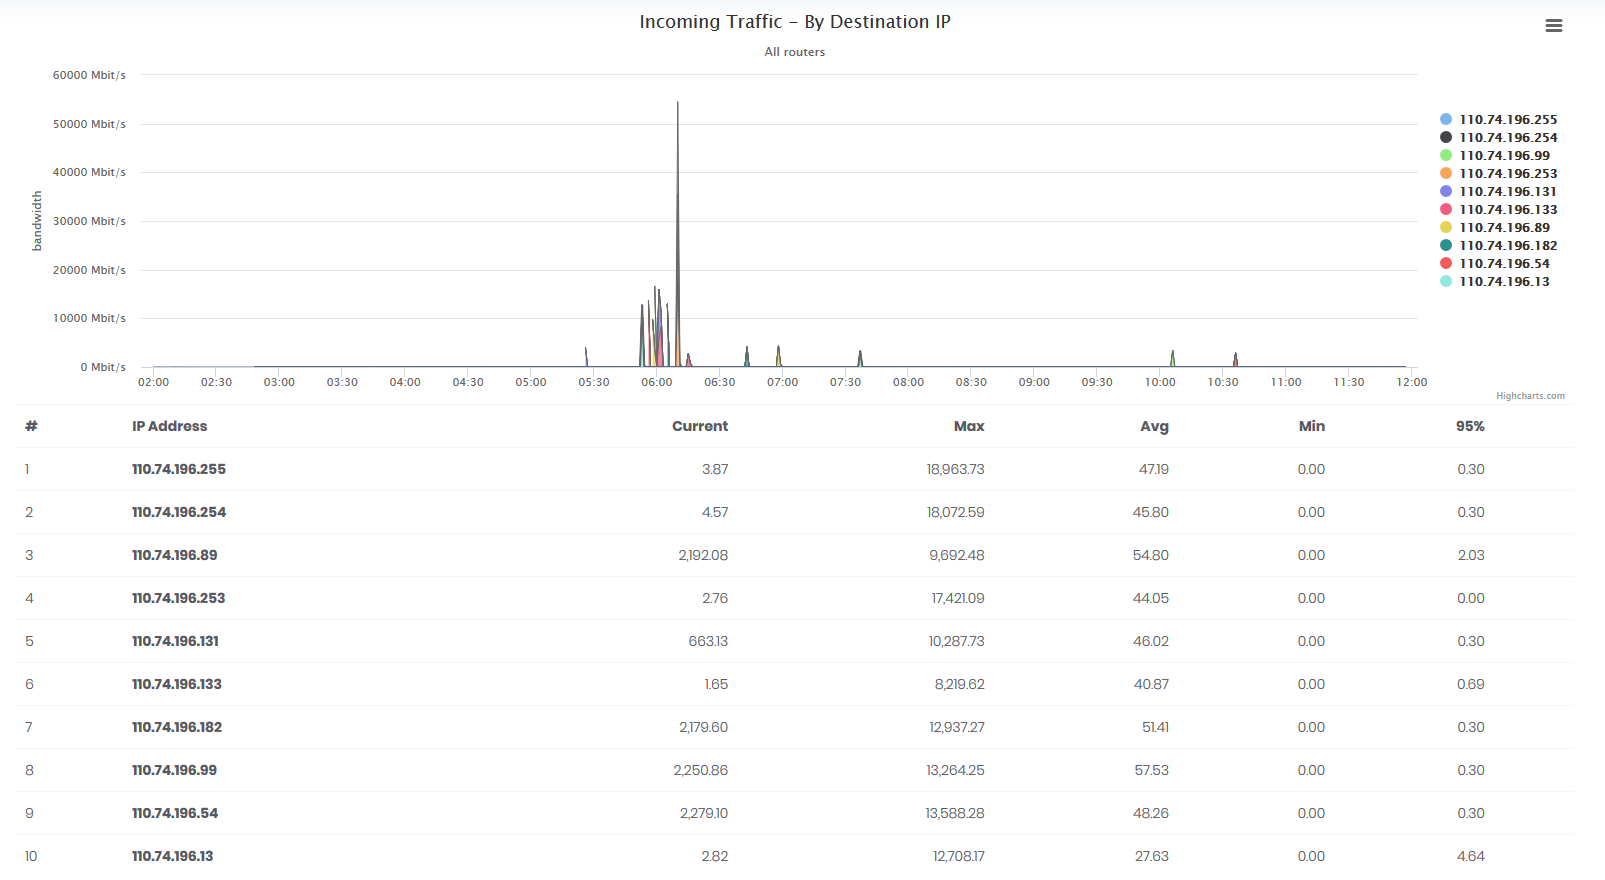 Incoming Traffic - By Destination IP
All routers
60000 Mbit/s
50000 Mbit/s
40000 Mbit/s
30000 Mbit/s
20000 Mbit/s
10000 Mbit/s
0 Mbit/s
bandwidth
02:00 02:30 03:00 03:30 04:00 04:30 05:00 05:30 06:00 06:30 07:00 07:30 08:00 08:30 09:00 09:30 10:00 10:30 11:00 11:30 12:00
110.74.196.255
110.74.196.254
110.74.196.99
110.74.196.253
110.74.196.131
110.74.196.133
110.74.196.89
110.74.196.182
110.74.196.54
110.74.196.13
Highcharts.com
# IP Address Current Max Avg Min 95%
1 110.74.196.255 3.87 18,963.73 47.19 0.00 0.30
2 110.74.196.254 4.57 18,072.59 45.80 0.00 0.30
3 110.74.196.89 2,192.08 9,692.48 54.80 0.00 2.03
4 110.74.196.253 2.76 17,421.09 44.05 0.00 0.00
5 110.74.196.131 663.13 10,287.73 46.02 0.00 0.30
6 110.74.196.133 1.65 8,219.62 40.87 0.00 0.69
7 110.74.196.182 2,179.60 12,937.27 51.41 0.00 0.30
8 110.74.196.99 2,250.86 13,264.25 57.53 0.00 0.30
9 110.74.196.54 2,279.10 13,588.28 48.26 0.00 0.30
10 110.74.196.13 2.82 12,708.17 27.63 0.00 4.64